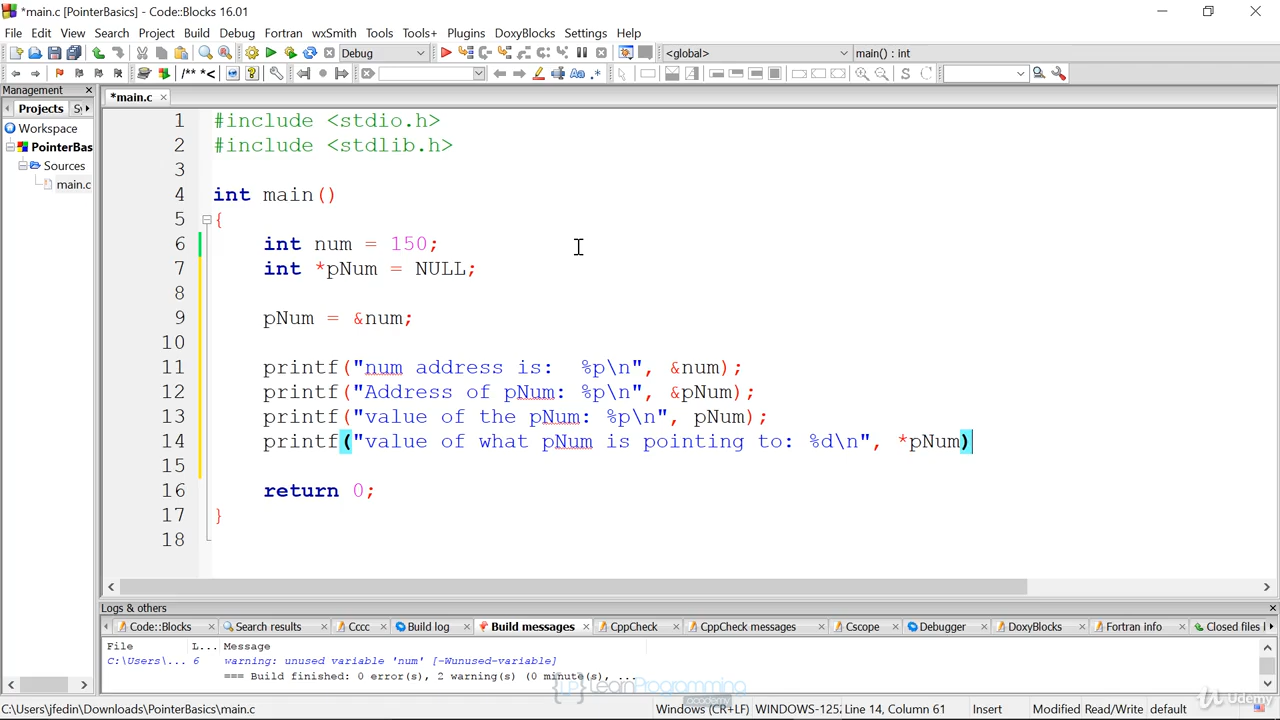 *main.c [PointerBasics] - Code::Blocks 16.01
File Edit View Search Project Build Debug Fortran wxSmith Tools Tools+ Plugins DoxyBlocks Settings Help
Debug <global> main() : int
/** *< Aa .* S
Management *main.c
Projects Sy
Workspace
PointerBas
Sources
main.c
1 #include <stdio.h>
2 #include <stdlib.h>
3
4 int main()
5 {
6 int num = 150;
7 int *pNum = NULL;
8
9 pNum = &num;
10
11 printf("num address is:  %p\n", &num);
12 printf("Address of pNum: %p\n", &pNum);
13 printf("value of the pNum: %p\n", pNum);
14 printf("value of what pNum is pointing to: %d\n", *pNum)
15
16 return 0;
17 }
18
Logs & others
Code::Blocks Search results Cccc Build log Build messages CppCheck CppCheck messages Cscope Debugger DoxyBlocks Fortran info Closed files l
File L... Message
C:\Users\... 6 warning: unused variable 'num' [-Wunused-variable]
=== Build finished: 0 error(s), 2 warning(s) (0 minute(s), ...
LP LearnProgramming academy
Udemy
C:\Users\jfedin\Downloads\PointerBasics\main.c Windows (CR+LF) WINDOWS-125 Line 14, Column 61 Insert Modified Read/Write default